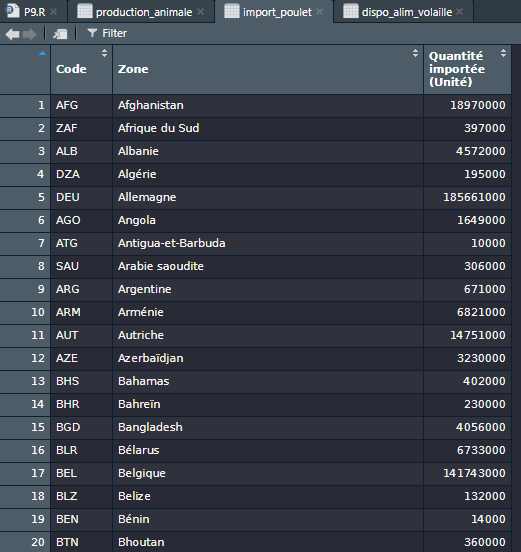 P9.R production_animale import_poulet dispo_alim_volaille
Filter
Code Zone Quantité importée (Unité)
1 AFG Afghanistan 18970000
2 ZAF Afrique du Sud 397000
3 ALB Albanie 4572000
4 DZA Algérie 195000
5 DEU Allemagne 185661000
6 AGO Angola 1649000
7 ATG Antigua-et-Barbuda 10000
8 SAU Arabie saoudite 306000
9 ARG Argentine 671000
10 ARM Arménie 6821000
11 AUT Autriche 14751000
12 AZE Azerbaïdjan 3230000
13 BHS Bahamas 402000
14 BHR Bahreïn 230000
15 BGD Bangladesh 4056000
16 BLR Bélarus 6733000
17 BEL Belgique 141743000
18 BLZ Belize 132000
19 BEN Bénin 14000
20 BTN Bhoutan 360000